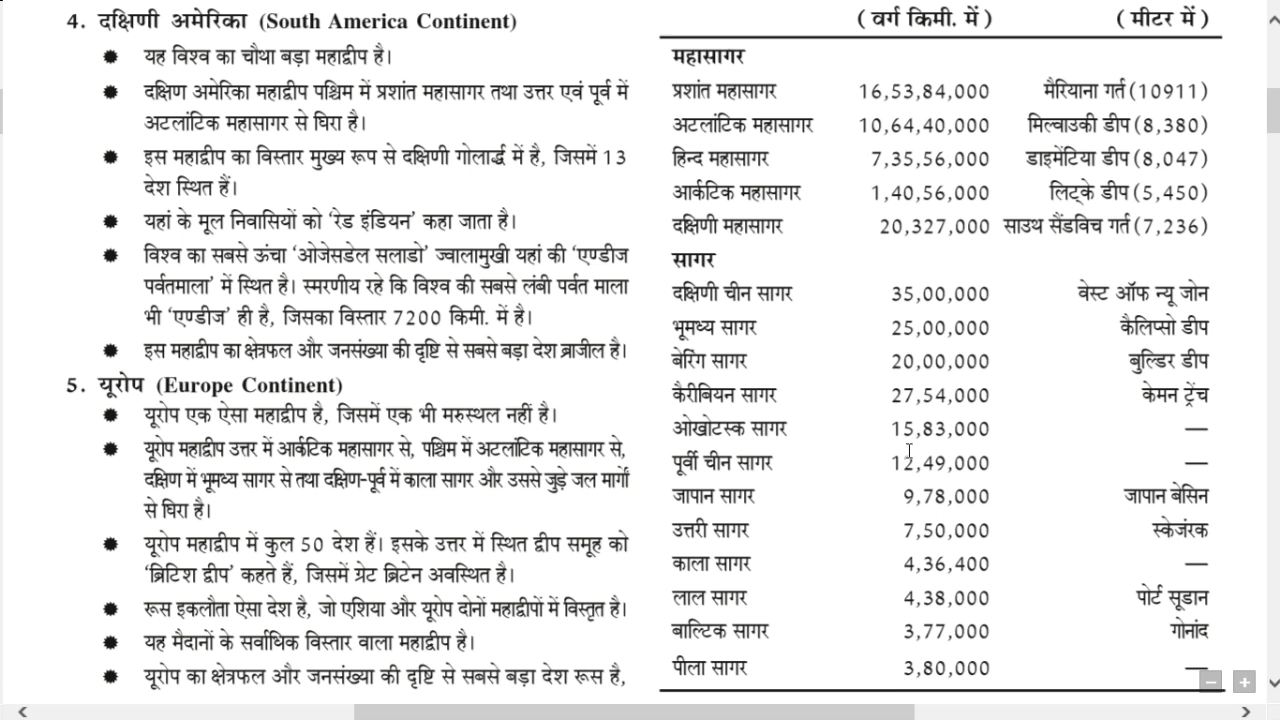 4. दक्षिणी अमेरिका (South America Continent)
यह विश्व का चौथा बड़ा महाद्वीप है।
दक्षिण अमेरिका महाद्वीप पश्चिम में प्रशांत महासागर तथा उत्तर एवं पूर्व में
अटलांटिक महासागर से घिरा है।
इस महाद्वीप का विस्तार मुख्य रूप से दक्षिणी गोलार्द्ध में है, जिसमें 13
देश स्थित हैं।
यहां के मूल निवासियों को ‘रेड इंडियन’ कहा जाता है।
विश्व का सबसे ऊंचा ‘ओजेसडेल सलाडो’ ज्वालामुखी यहां की ‘एण्डीज
पर्वतमाला’ में स्थित है। स्मरणीय रहे कि विश्व की सबसे लंबी पर्वत माला
भी ‘एण्डीज’ ही है, जिसका विस्तार 7200 किमी. में है।
इस महाद्वीप का क्षेत्रफल और जनसंख्या की दृष्टि से सबसे बड़ा देश ब्राजील है।
5. यूरोप (Europe Continent)
यूरोप एक ऐसा महाद्वीप है, जिसमें एक भी मरुस्थल नहीं है।
यूरोप महाद्वीप उत्तर में आर्कटिक महासागर से, पश्चिम में अटलांटिक महासागर से,
दक्षिण में भूमध्य सागर से तथा दक्षिण-पूर्व में काला सागर और उससे जुड़े जल मार्गों
से घिरा है।
यूरोप महाद्वीप में कुल 50 देश हैं। इसके उत्तर में स्थित द्वीप समूह को
‘ब्रिटिश द्वीप’ कहते हैं, जिसमें ग्रेट ब्रिटेन अवस्थित है।
रूस इकलौता ऐसा देश है, जो एशिया और यूरोप दोनों महाद्वीपों में विस्तृत है।
यह मैदानों के सर्वाधिक विस्तार वाला महाद्वीप है।
यूरोप का क्षेत्रफल और जनसंख्या की दृष्टि से सबसे बड़ा देश रूस है,
(वर्ग किमी. में) (मीटर में)
महासागर
प्रशांत महासागर 16,53,84,000 मैरियाना गर्त (10911)
अटलांटिक महासागर 10,64,40,000 मिल्वाउकी डीप (8,380)
हिन्द महासागर 7,35,56,000 डाइमेंटिया डीप (8,047)
आर्कटिक महासागर 1,40,56,000 लिट्के डीप (5,450)
दक्षिणी महासागर 20,327,000 साउथ सैंडविच गर्त (7,236)
सागर
दक्षिणी चीन सागर 35,00,000 वेस्ट ऑफ न्यू जोन
भूमध्य सागर 25,00,000 कैलिप्सो डीप
बेरिंग सागर 20,00,000 बुल्डिर डीप
कैरीबियन सागर 27,54,000 केमन ट्रेंच
ओखोटस्क सागर 15,83,000 —
पूर्वी चीन सागर 12,49,000 —
जापान सागर 9,78,000 जापान बेसिन
उत्तरी सागर 7,50,000 स्केजंरक
काला सागर 4,36,400 —
लाल सागर 4,38,000 पोर्ट सूडान
बाल्टिक सागर 3,77,000 गोनांद
पीला सागर 3,80,000 —